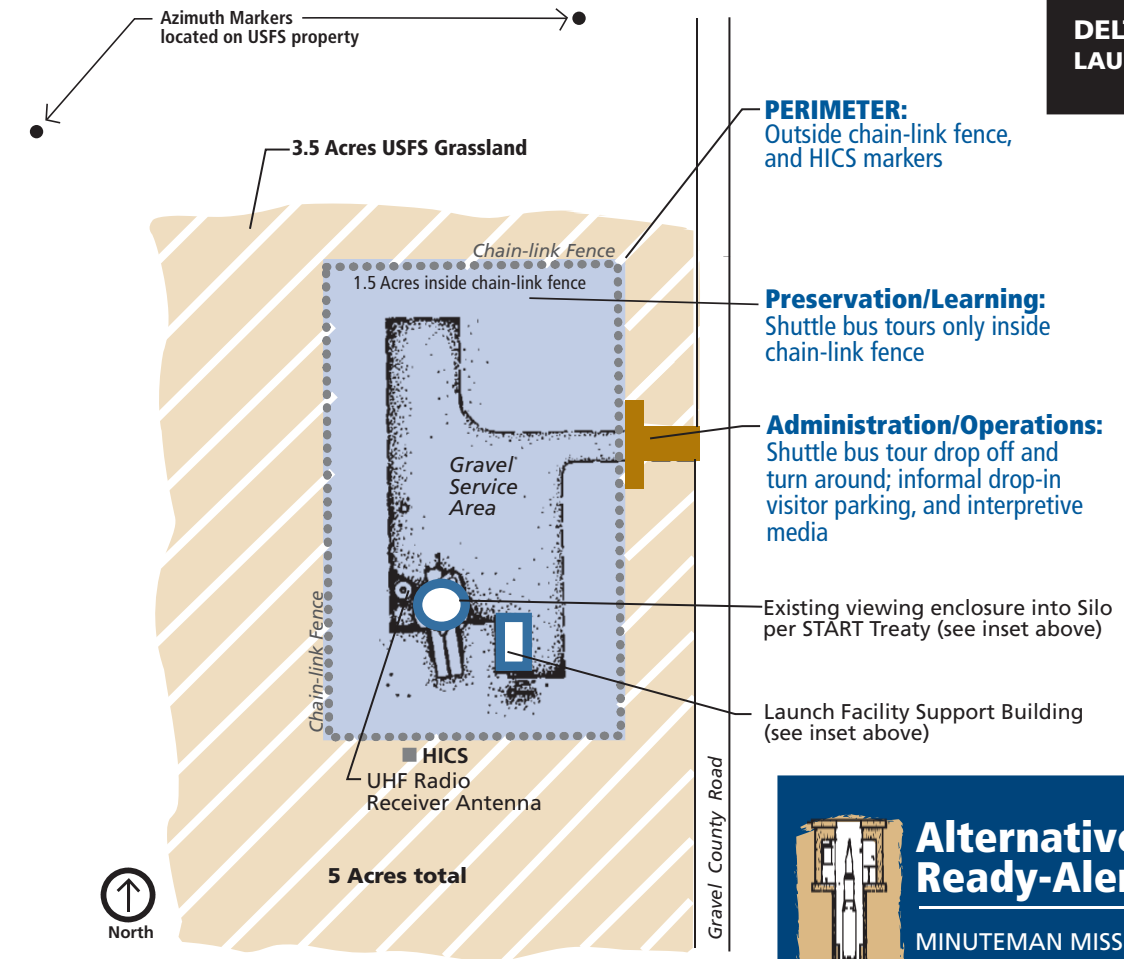 Azimuth Markers
located on USFS property
DEL
LAU
PERIMETER:
Outside chain-link fence,
and HICS markers
3.5 Acres USFS Grassland
Chain-link Fence
1.5 Acres inside chain-link fence
Preservation/Learning:
Shuttle bus tours only inside
chain-link fence
Administration/Operations:
Shuttle bus tour drop off and
turn around; informal drop-in
visitor parking, and interpretive
media
Gravel
Service
Area
Existing viewing enclosure into Silo
per START Treaty (see inset above)
Chain-link Fence
Launch Facility Support Building
(see inset above)
HICS
UHF Radio
Receiver Antenna
Gravel County Road
5 Acres total
North
Alternative
Ready-Aler
MINUTEMAN MISS